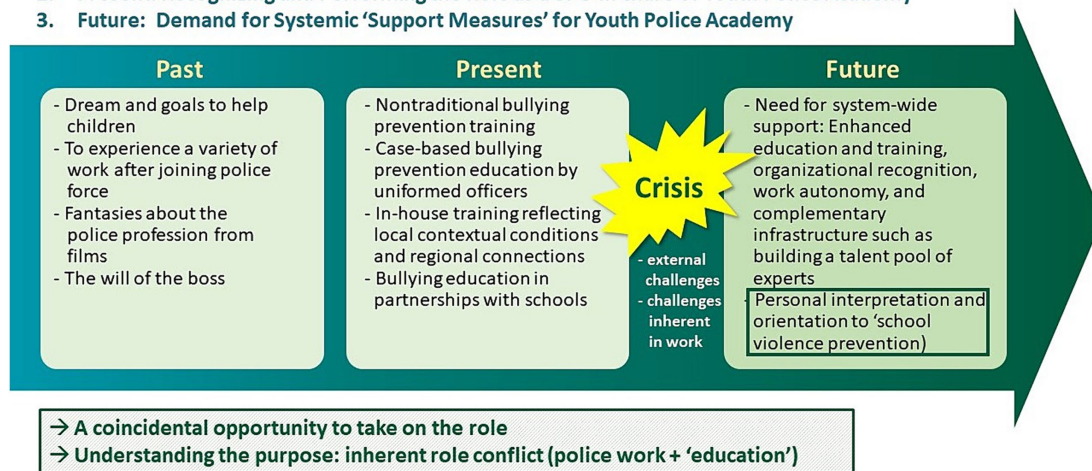 3. Future: Demand for Systemic ‘Support Measures’ for Youth Police Academy
Past
- Dream and goals to help
children
- To experience a variety of
work after joining police
force
- Fantasies about the
police profession from
films
- The will of the boss
Present
- Nontraditional bullying
prevention training
- Case-based bullying
prevention education by
uniformed officers
- In-house training reflecting
local contextual conditions
and regional connections
- Bullying education in
partnerships with schools
Crisis
- external
challenges
- challenges
inherent
in work
Future
- Need for system-wide
support: Enhanced
education and training,
organizational recognition,
work autonomy, and
complementary
infrastructure such as
building a talent pool of
experts
- Personal interpretation and
orientation to ‘school
violence prevention)
→ A coincidental opportunity to take on the role
→ Understanding the purpose: inherent role conflict (police work + ‘education’)